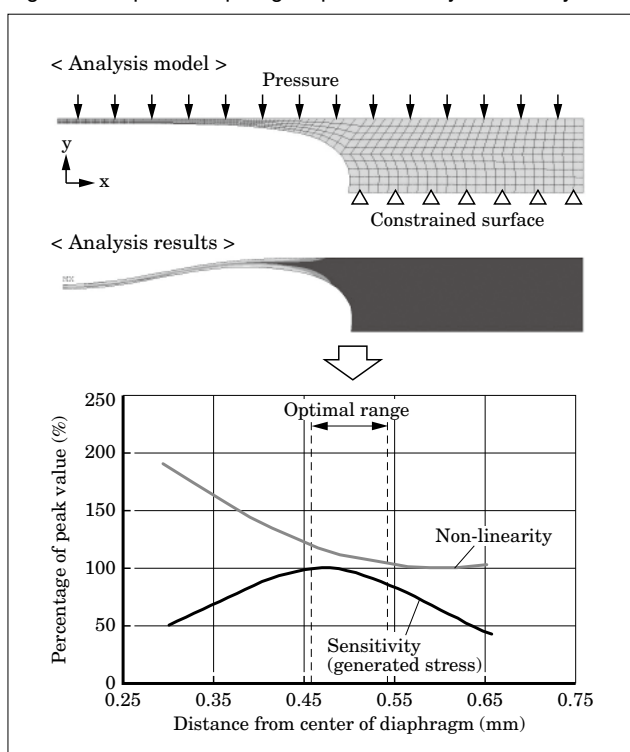 < Analysis model >
Pressure
y
x
Constrained surface
< Analysis results >
MX
250
200
150
100
50
0
Percentage of peak value (%)
Optimal range
Non-linearity
Sensitivity
(generated stress)
0.25 0.35 0.45 0.55 0.65 0.75
Distance from center of diaphragm (mm)